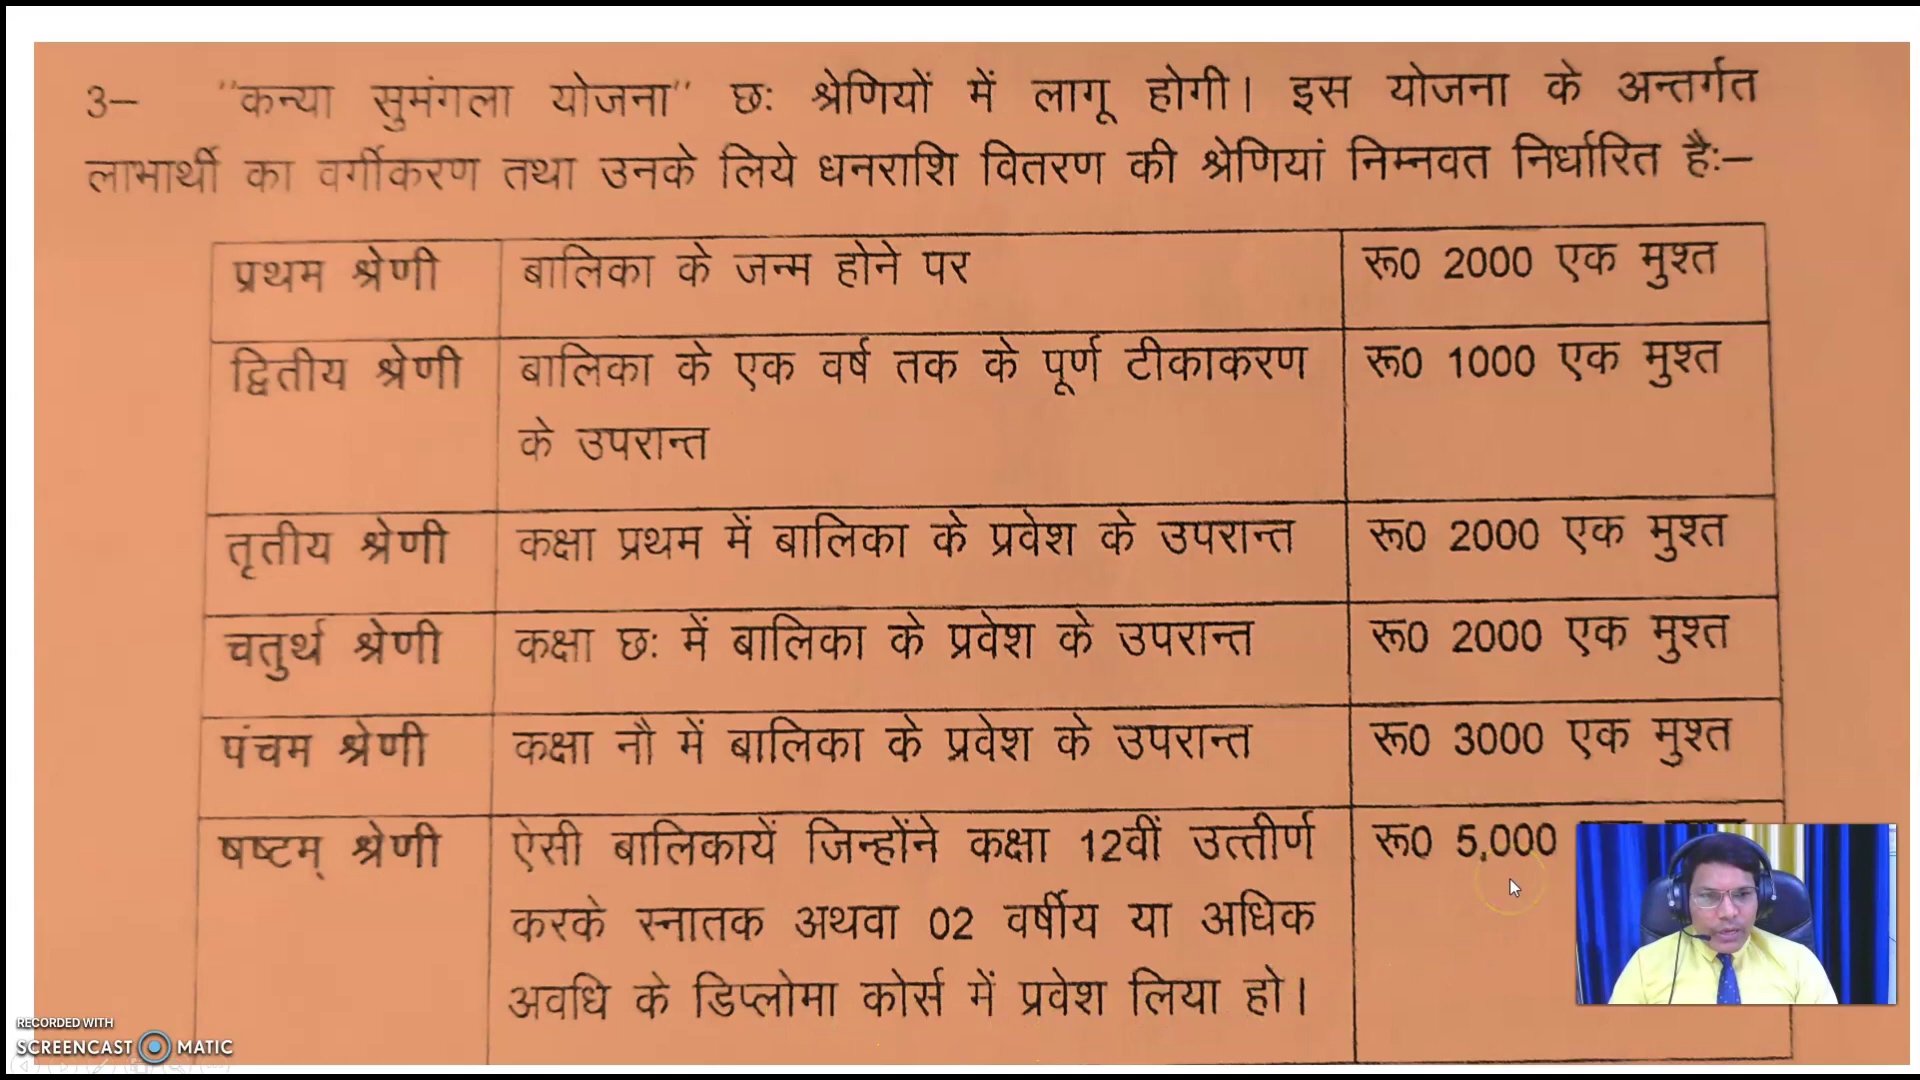 3– "कन्या सुमंगला योजना" छः श्रेणियों में लागू होगी। इस योजना के अन्तर्गत
लाभार्थी का वर्गीकरण तथा उनके लिये धनराशि वितरण की श्रेणियां निम्नवत निर्धारित हैः–
प्रथम श्रेणी बालिका के जन्म होने पर रू0 2000 एक मुश्त
द्वितीय श्रेणी बालिका के एक वर्ष तक के पूर्ण टीकाकरण रू0 1000 एक मुश्त
के उपरान्त
तृतीय श्रेणी कक्षा प्रथम में बालिका के प्रवेश के उपरान्त रू0 2000 एक मुश्त
चतुर्थ श्रेणी कक्षा छः में बालिका के प्रवेश के उपरान्त रू0 2000 एक मुश्त
पंचम श्रेणी कक्षा नौ में बालिका के प्रवेश के उपरान्त रू0 3000 एक मुश्त
षष्टम् श्रेणी ऐसी बालिकायें जिन्होंने कक्षा 12वीं उत्तीर्ण रू0 5,000
करके स्नातक अथवा 02 वर्षीय या अधिक
अवधि के डिप्लोमा कोर्स में प्रवेश लिया हो।
RECORDED WITH
SCREENCAST MATIC